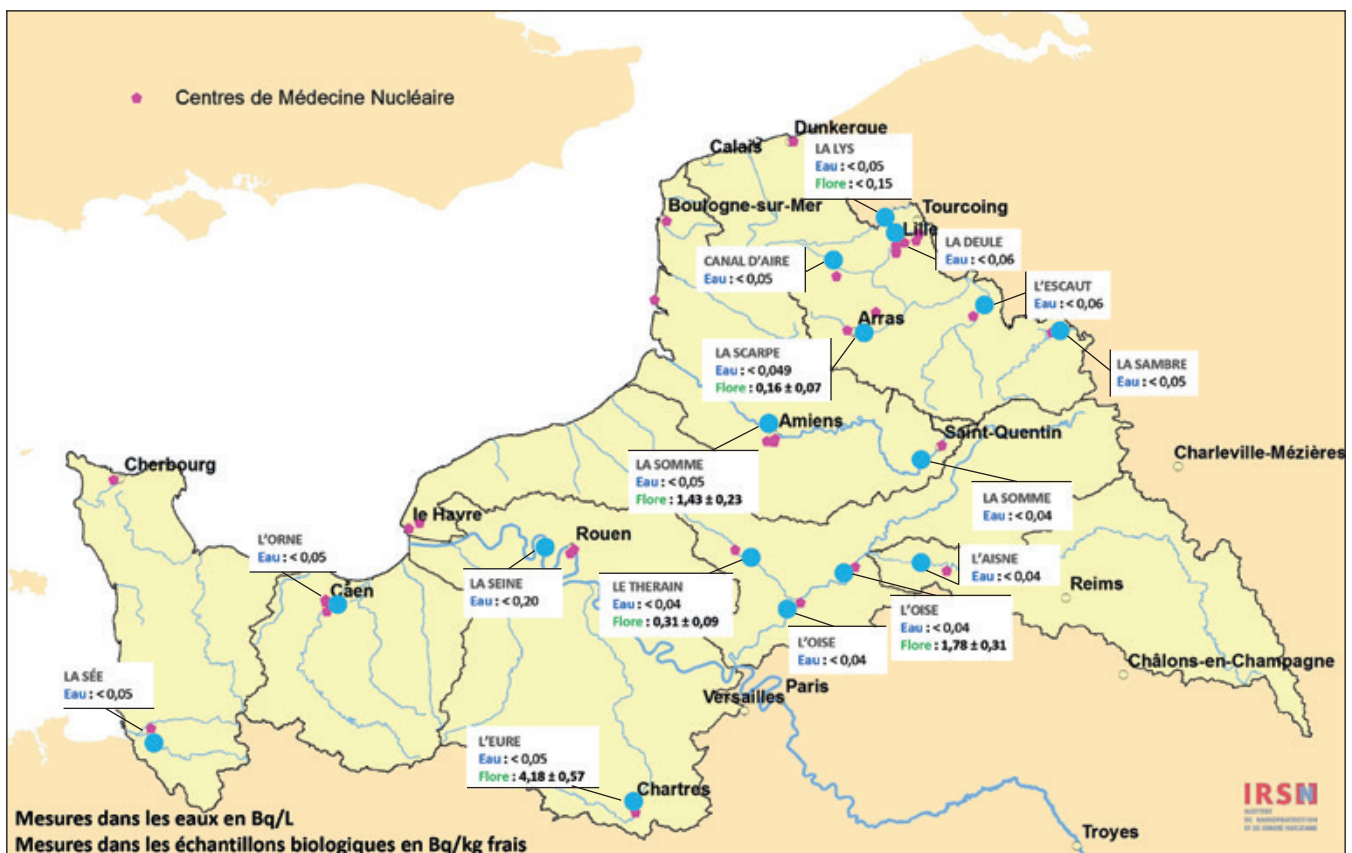 Centres de Médecine Nucléaire
Dunkerque
Calais
LA LYS
Eau : < 0,05
Flore : < 0,15
Boulogne-sur-Mer
Tourcoing
Lille
LA DEULE
Eau : < 0,06
CANAL D'AIRE
Eau : < 0,05
L'ESCAUT
Eau : < 0,06
Arras
LA SCARPE
Eau : < 0,049
Flore : 0,16 ± 0,07
LA SAMBRE
Eau : < 0,05
Amiens
Saint-Quentin
Charleville-Mézières
LA SOMME
Eau : < 0,05
Flore : 1,43 ± 0,23
LA SOMME
Eau : < 0,04
Cherbourg
le Havre
Rouen
L'ORNE
Eau : < 0,05
Caen
LA SEINE
Eau : < 0,20
LE THERAIN
Eau : < 0,04
Flore : 0,31 ± 0,09
L'AISNE
Eau : < 0,04
Reims
L'OISE
Eau : < 0,04
Flore : 1,78 ± 0,31
L'OISE
Eau : < 0,04
Châlons-en-Champagne
LA SÉE
Eau : < 0,05
Versailles
Paris
L'EURE
Eau : < 0,05
Flore : 4,18 ± 0,57
Chartres
Troyes
IRSN
INSTITUT
DE RADIOPROTECTION
ET DE SÛRETÉ NUCLÉAIRE
Mesures dans les eaux en Bq/L
Mesures dans les échantillons biologiques en Bq/kg frais